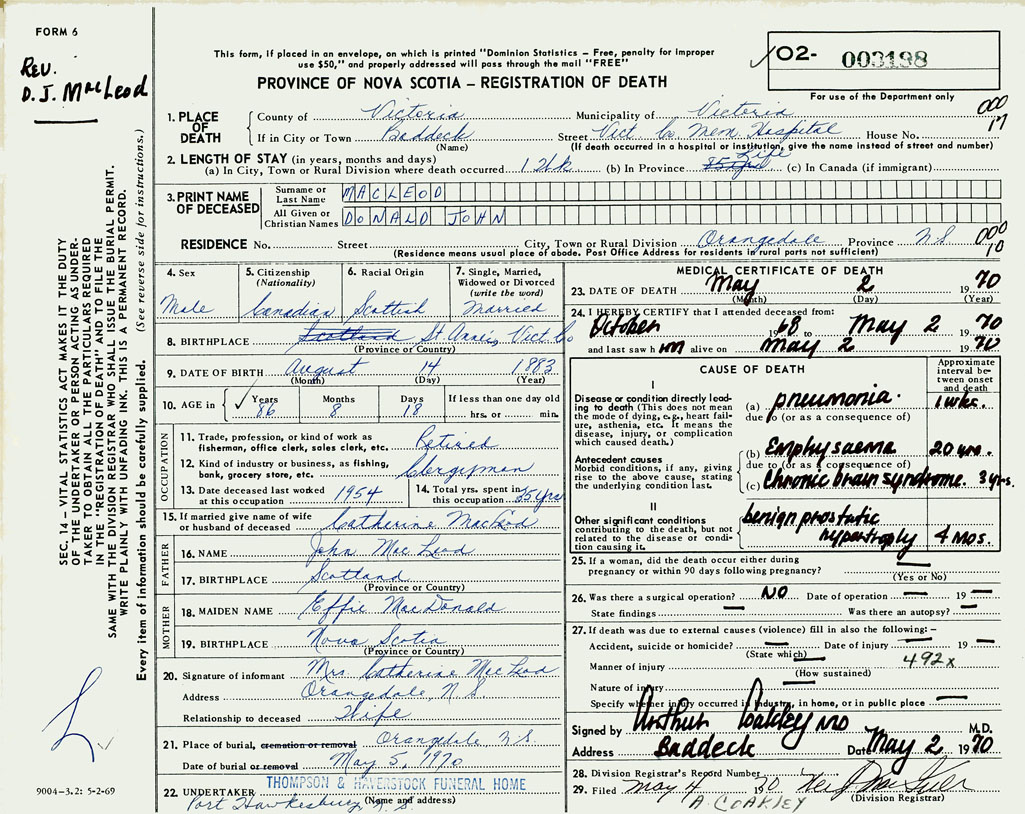 FORM 6
REV.
D. J. MacLeod
This form, if placed in an envelope, on which is printed "Dominion Statistics – Free, penalty for improper
use $50," and properly addressed will pass through the mail "FREE"
PROVINCE OF NOVA SCOTIA – REGISTRATION OF DEATH
O2- 003198
For use of the Department only
000
17
1. PLACE OF DEATH
County of Victoria Municipality of Victoria
If in City or Town Baddeck Street Vict Co Mem Hospital House No.
(Name) (If death occurred in a hospital or institution, give the name instead of street and number)
2. LENGTH OF STAY (in years, months and days)
(a) In City, Town or Rural Division where death occurred 1 Wk (b) In Province Life (c) In Canada (if immigrant)
3. PRINT NAME OF DECEASED
Surname or Last Name MACLEOD
All Given or Christian Names DONALD JOHN
RESIDENCE No. Street City, Town or Rural Division Orangedale Province N S
000
10
(Residence means usual place of abode. Post Office Address for residents in rural parts not sufficient)
4. Sex
Male
5. Citizenship
(Nationality)
Canadian
6. Racial Origin
Scottish
7. Single, Married,
Widowed or Divorced
(write the word)
Married
8. BIRTHPLACE Scotland St Ann's, Vict Co
(Province or Country)
9. DATE OF BIRTH August 14 1883
(Month) (Day) (Year)
10. AGE in
Years
86
Months
8
Days
18
If less than one day old
hrs. or min.
OCCUPATION
11. Trade, profession, or kind of work as
fisherman, office clerk, sales clerk, etc. Retired
12. Kind of industry or business, as fishing,
bank, grocery store, etc. Clergyman
13. Date deceased last worked
at this occupation 1954
14. Total yrs. spent in
this occupation 35 yrs
15. If married give name of wife
or husband of deceased Catherine MacLeod
FATHER
16. NAME John MacLeod
17. BIRTHPLACE Scotland
(Province or Country)
MOTHER
18. MAIDEN NAME Effie MacDonald
19. BIRTHPLACE Nova Scotia
(Province or Country)
20. Signature of informant Mrs Catherine MacLeod
Address Orangedale, N S
Relationship to deceased Wife
21. Place of burial, cremation or removal Orangedale N.S.
Date of burial or removal May 5, 1970
22. UNDERTAKER THOMPSON & HAVERSTOCK FUNERAL HOME
Port Hawkesbury, N.S.
(Name and address)
MEDICAL CERTIFICATE OF DEATH
23. DATE OF DEATH May 2 1970
(Month) (Day) (Year)
24. I HEREBY CERTIFY that I attended deceased from:
October 1968 to May 2 1970
and last saw him alive on May 2 1970
CAUSE OF DEATH
Approximate
interval be-
tween onset
and death
I
Disease or condition directly lead-
ing to death (This does not mean
the mode of dying, e.g., heart fail-
ure, asthenia, etc. It means the
disease, injury, or complication
which caused death.)
(a) pneumonia. 1 wks.
due to (or as a consequence of)
Antecedent causes
Morbid conditions, if any, giving
rise to the above cause, stating
the underlying condition last.
(b) Emphysaema 20 yrs.
due to (or as a consequence of)
(c) Chronic brain syndrome. 3 yrs.
II
Other significant conditions
contributing to the death, but not
related to the disease or condi-
tion causing it.
benign prostatic
hypertrophy 4 mos.
25. If a woman, did the death occur either during
pregnancy or within 90 days following pregnancy? —
(Yes or No)
26. Was there a surgical operation? NO Date of operation — 19 —
State findings — Was there an autopsy? —
27. If death was due to external causes (violence) fill in also the following: –
Accident, suicide or homicide? — Date of injury — 19 —
(State which)
492x
Manner of injury —
(How sustained)
Nature of injury —
Specify whether injury occurred in industry, in home, or in public place —
Signed by Arthur Coakley MD M.D.
Address Baddeck Date May 2 1970
28. Division Registrar's Record Number
29. Filed May 4 1970
(Division Registrar)
A. COAKLEY
SEC. 14 – VITAL STATISTICS ACT MAKES IT THE DUTY
OF THE UNDERTAKER OR PERSON ACTING AS UNDER-
TAKER TO OBTAIN ALL THE PARTICULARS REQUIRED
IN THE "REGISTRATION OF DEATH" AND TO FILE THE
SAME WITH THE DIVISION REGISTRAR WHO SHALL ISSUE THE BURIAL PERMIT.
WRITE PLAINLY WITH UNFADING INK. THIS IS A PERMANENT RECORD.
Every item of information should be carefully supplied. (See reverse side for instructions.)
9004–3.2: 5-2-69